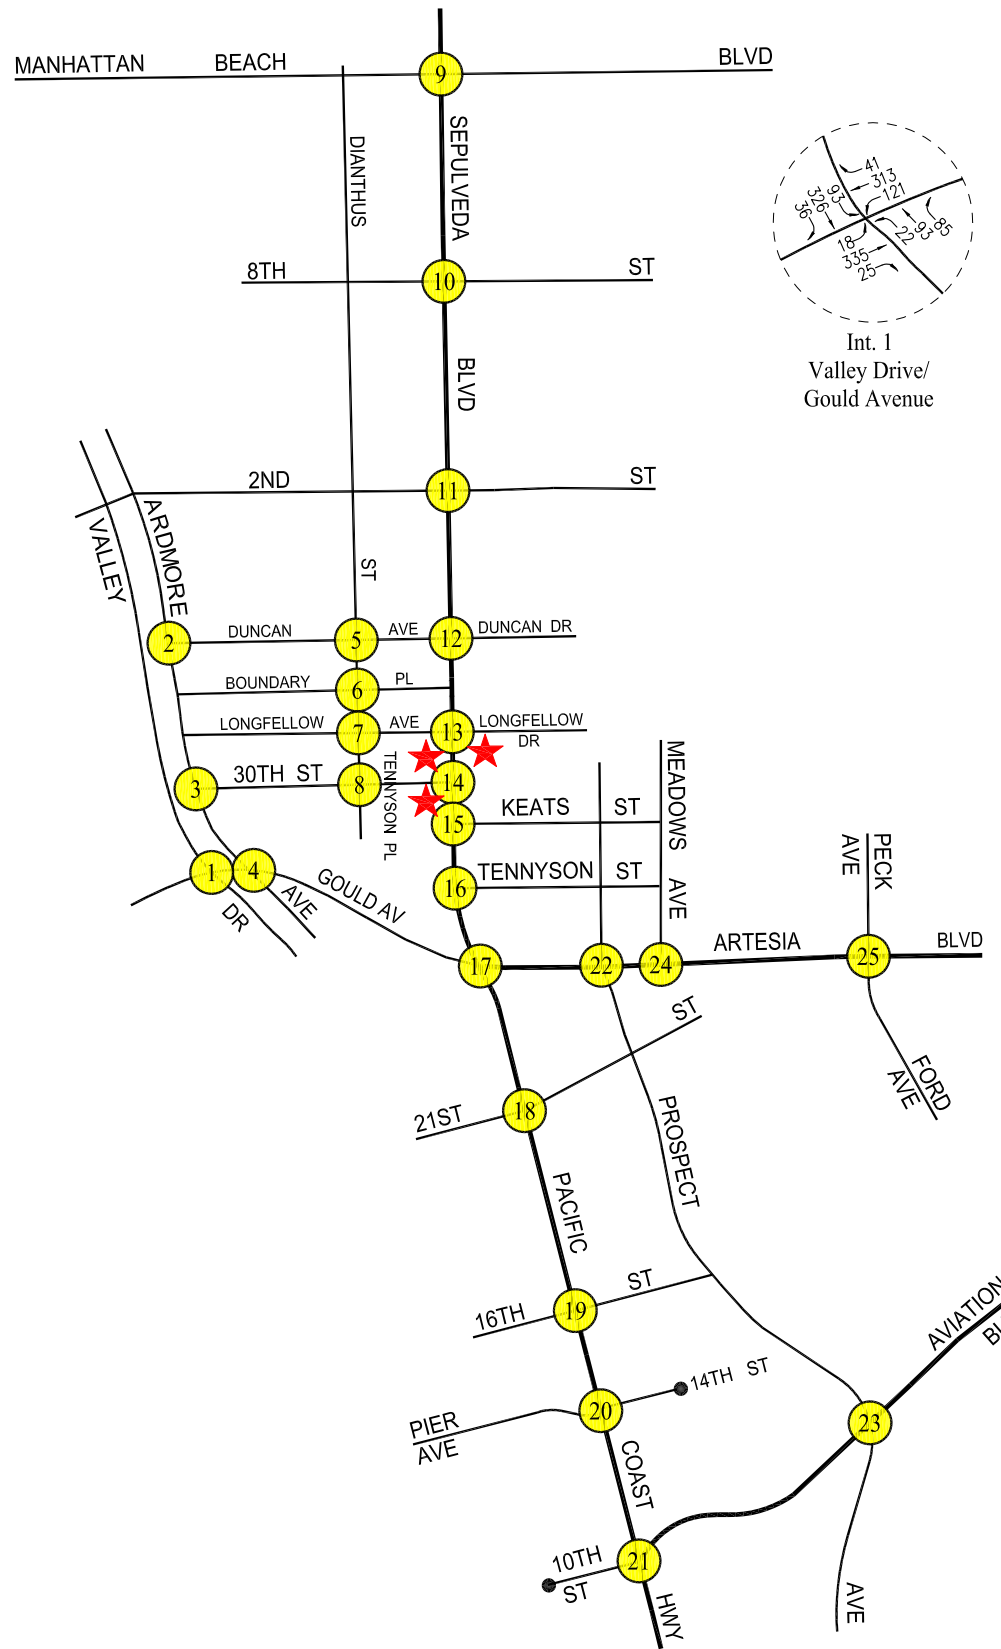 MANHATTAN BEACH BLVD
9
SEPULVEDA
DIANTHUS
41
313
121
93
326
36
18
335
25
22
93
85
8TH ST
10
Int. 1
Valley Drive/
Gould Avenue
BLVD
2ND ST
11
VALLEY
ARDMORE
ST
2
DUNCAN
5
AVE
12
DUNCAN DR
BOUNDARY
6
PL
LONGFELLOW
7
AVE
13
LONGFELLOW
DR
3
30TH ST
8
TENNYSON PL
14
15
KEATS ST
MEADOWS AVE
PECK
AVE
1
4
GOULD AV
AVE
DR
16
TENNYSON ST
17
22
24
ARTESIA
25
BLVD
21ST
18
ST
FORD
AVE
PROSPECT
PACIFIC
16TH
19
ST
AVIATION
PIER
AVE
20
14TH ST
23
COAST
10TH
ST
21
HWY
AVE